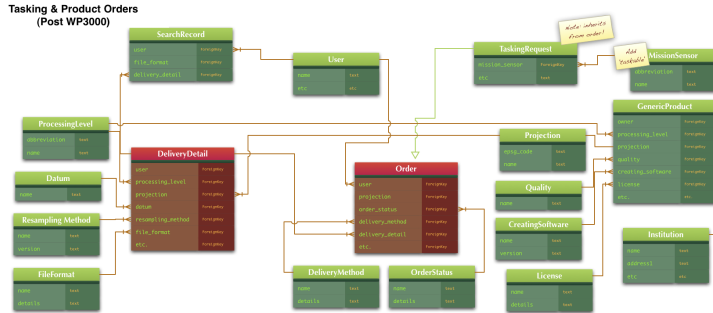 Tasking & Product Orders
(Post WP3000)
SearchRecord
user foreignKey
file_format foreignKey
delivery_detail foreignKey
User
name text
etc etc
TaskingRequest
mission_sensor foreignKey
etc text
Note: inherits
from order!
Add
Taskable
MissionSensor
abbreviation text
name text
GenericProduct
owner foreignKey
processing_level foreignKey
projection foreignKey
quality foreignKey
creating_software foreignKey
license foreignKey
etc. foreignKey
ProcessingLevel
abbreviation text
name text
DeliveryDetail
user foreignKey
processing_level foreignKey
projection foreignKey
datum foreignKey
resampling_method foreignKey
file_format foreignKey
etc. foreignKey
Projection
epsg_code text
name text
Order
user foreignKey
projection foreignKey
order_status foreignKey
delivery_method foreignKey
delivery_detail foreignKey
etc. foreignKey
Datum
name text
Quality
name text
Resampling Method
name text
version text
CreatingSoftware
name text
version text
Institution
name text
address1 text
etc etc
FileFormat
name text
details text
DeliveryMethod
name text
details text
OrderStatus
name text
details text
License
name text
details text